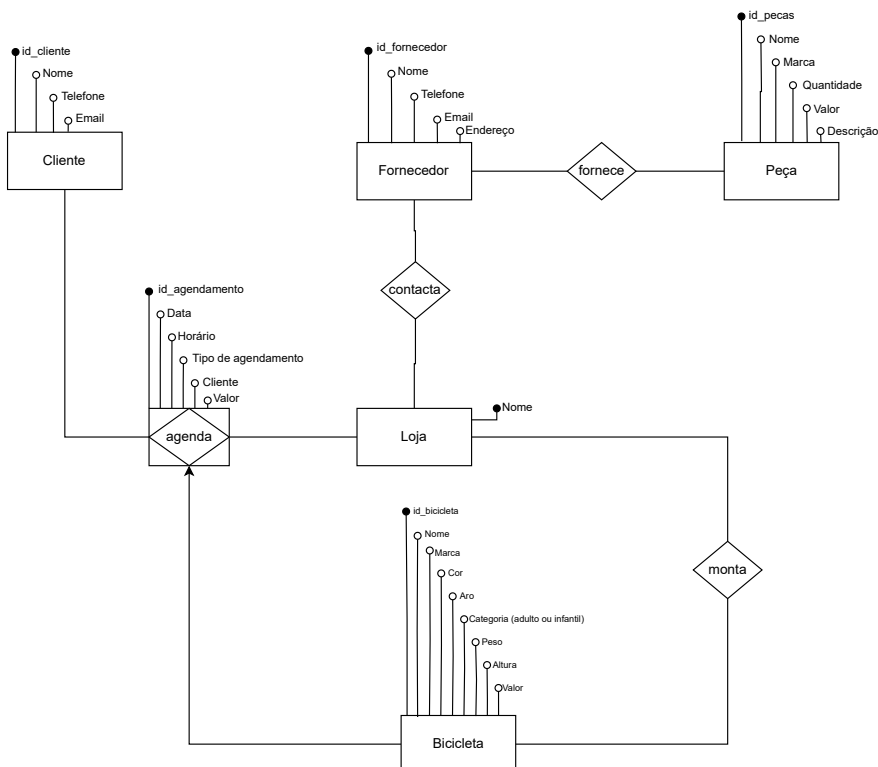 id_cliente
Nome
Telefone
Email
Cliente
id_fornecedor
Nome
Telefone
Email
Endereço
Fornecedor
fornece
id_pecas
Nome
Marca
Quantidade
Valor
Descrição
Peça
contacta
id_agendamento
Data
Horário
Tipo de agendamento
Cliente
Valor
agenda
Nome
Loja
monta
id_bicicleta
Nome
Marca
Cor
Aro
Categoria (adulto ou infantil)
Peso
Altura
Valor
Bicicleta